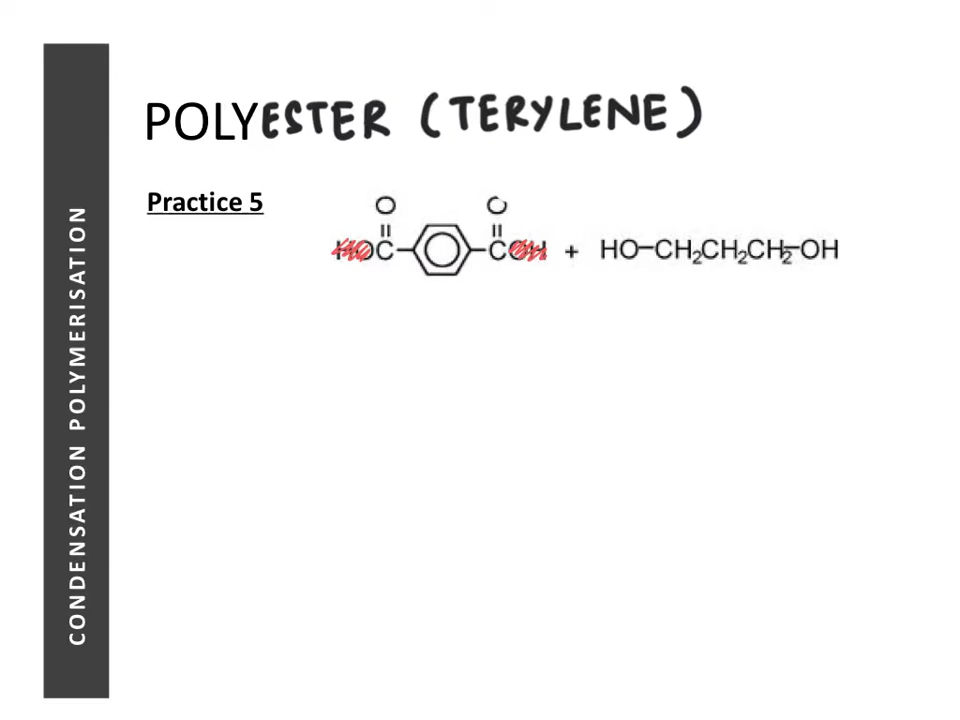 CONDENSATION POLYMERISATION
POLYESTER (TERYLENE)
Practice 5
O O
HOC COH + HO-CH2CH2CH2-OH